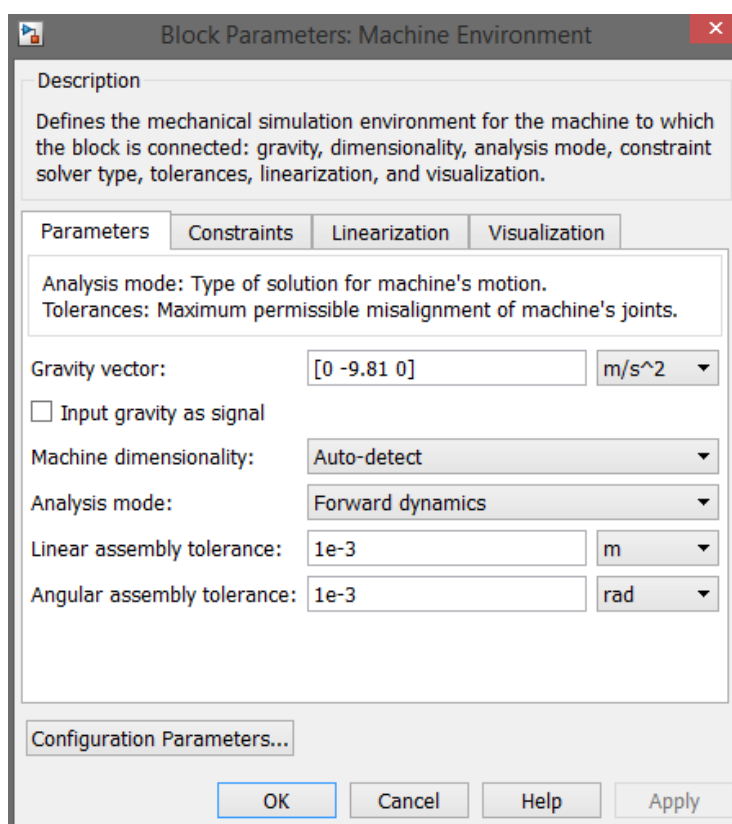 Block Parameters: Machine Environment
Description
Defines the mechanical simulation environment for the machine to which
the block is connected: gravity, dimensionality, analysis mode, constraint
solver type, tolerances, linearization, and visualization.
Parameters Constraints Linearization Visualization
Analysis mode: Type of solution for machine's motion.
Tolerances: Maximum permissible misalignment of machine's joints.
Gravity vector: [0 -9.81 0] m/s^2
Input gravity as signal
Machine dimensionality: Auto-detect
Analysis mode: Forward dynamics
Linear assembly tolerance: 1e-3 m
Angular assembly tolerance: 1e-3 rad
Configuration Parameters...
OK Cancel Help Apply